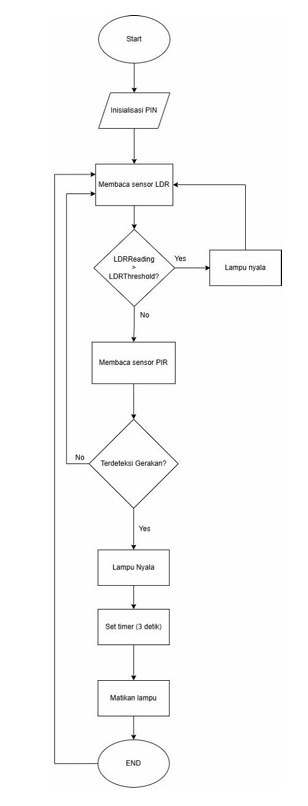 Start
Inisialisasi PIN
Membaca sensor LDR
LDRReading
>
LDRThreshold?
Yes
Lampu nyala
No
Membaca sensor PIR
Terdeteksi Gerakan?
No
Yes
Lampu Nyala
Set timer (3 detik)
Matikan lampu
END